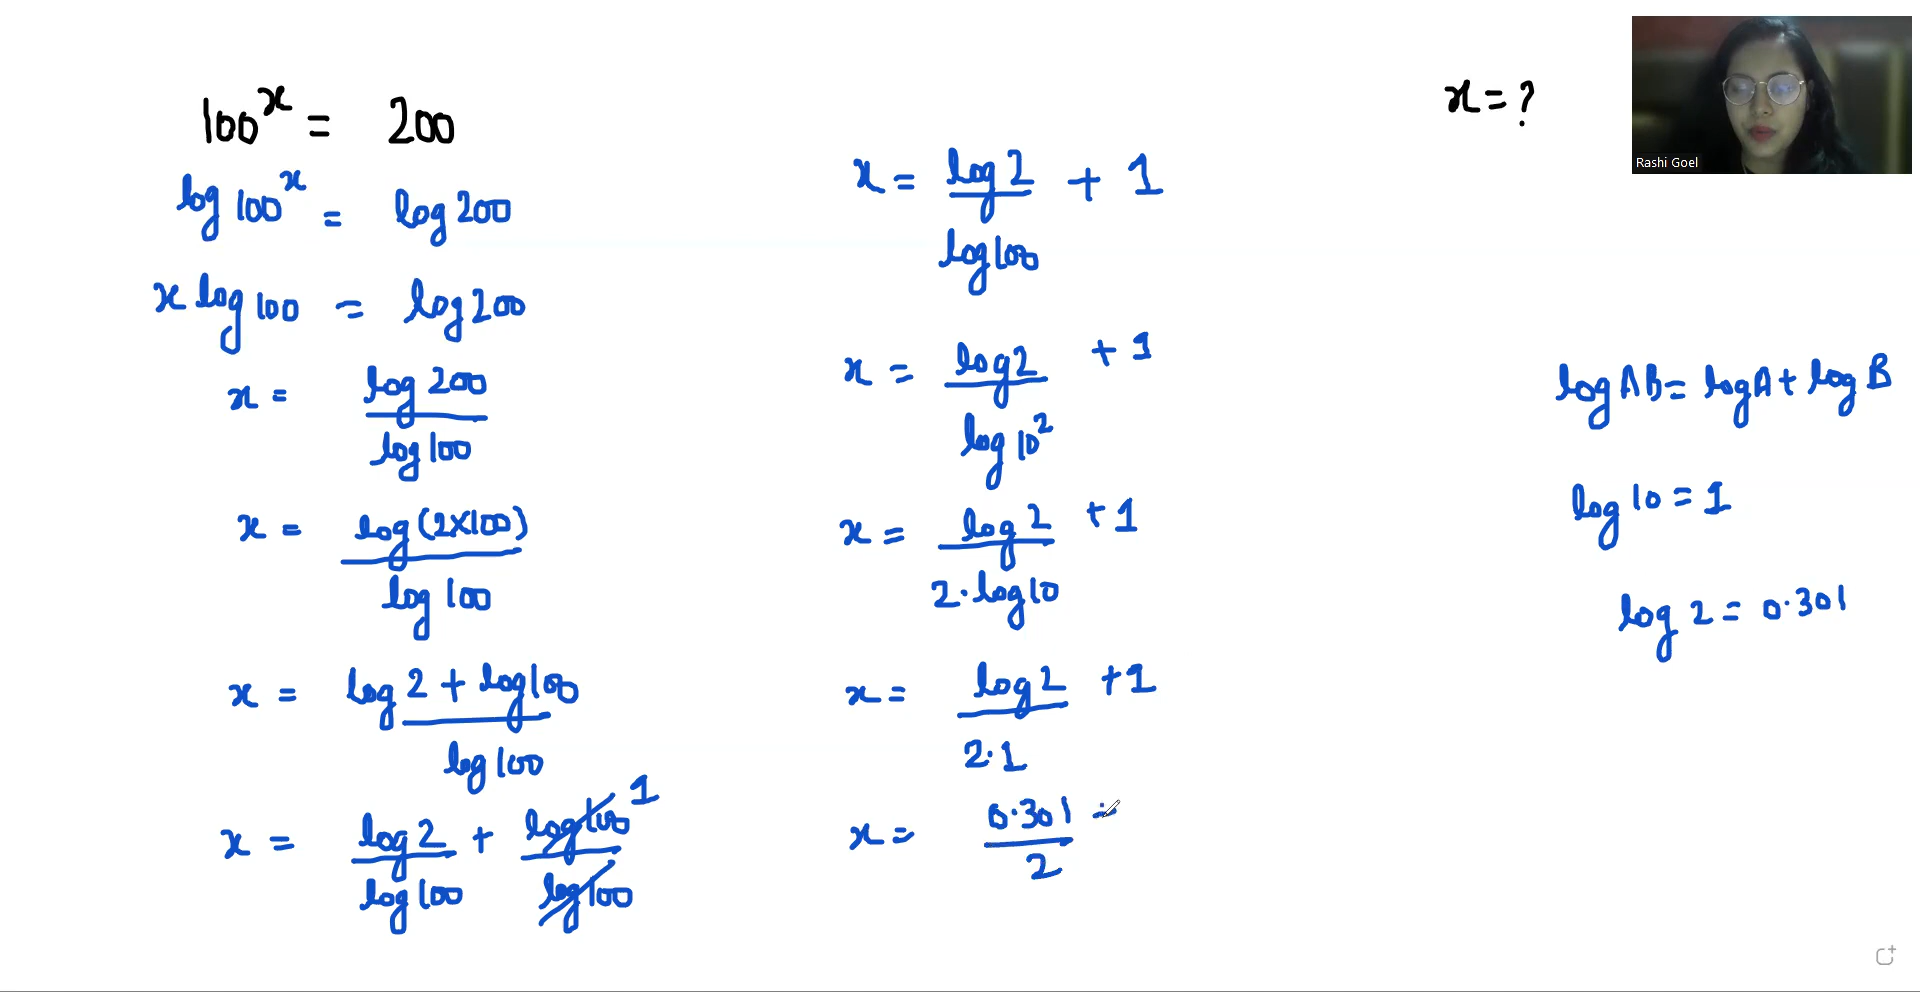 100^x = 200
log 100^x = log 200
x log 100 = log 200
x = log 200 / log 100
x = log (2×100) / log 100
x = log 2 + log 100 / log 100
x = log 2 / log 100 + log 100 / log 100 1
x = log 2 / log 100 + 1
x = log 2 / log 10^2 + 1
x = log 2 / 2·log 10 + 1
x = log 2 / 2·1 + 1
x = 0.301 / 2
x = ?
Rashi Goel
log AB = log A + log B
log 10 = 1
log 2 = 0.301